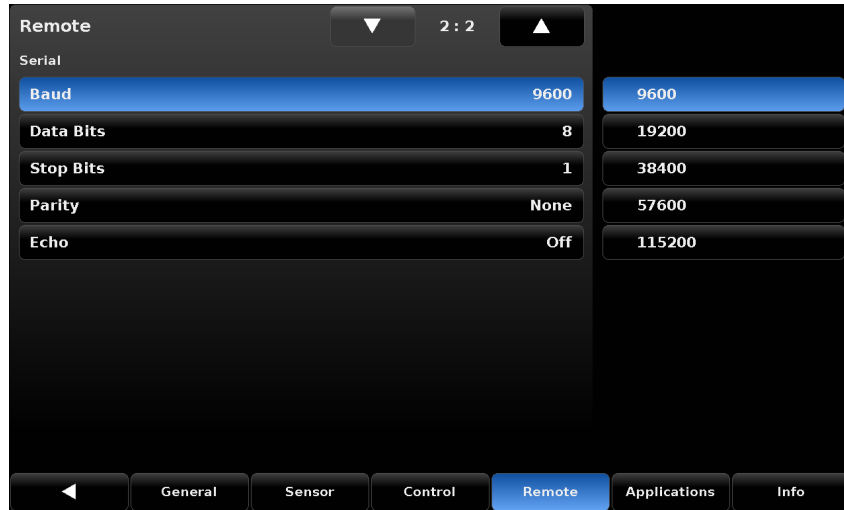 Remote 2 : 2
Serial
Baud 9600
Data Bits 8
Stop Bits 1
Parity None
Echo Off
9600
19200
38400
57600
115200
General Sensor Control Remote Applications Info